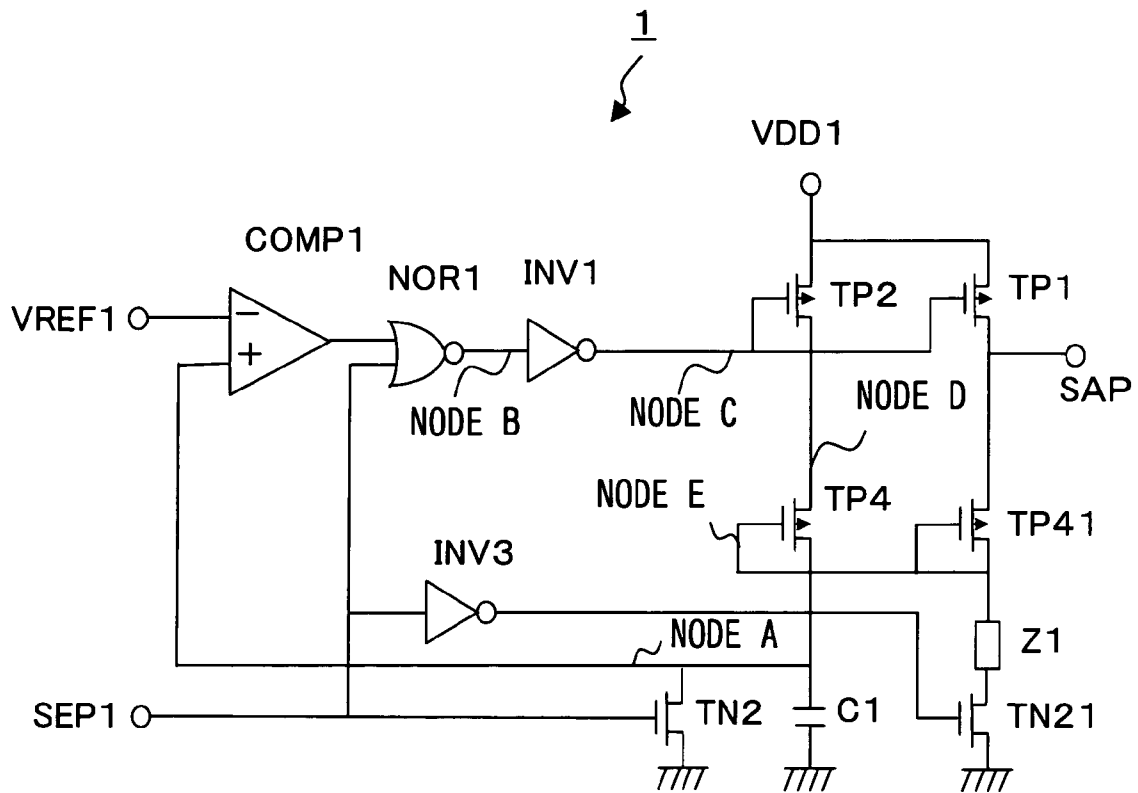 1
VDD1
COMP1
NOR1
INV1
TP2
TP1
VREF1
−
+
NODE B
NODE C
NODE D
SAP
NODE E
TP4
TP41
INV3
NODE A
Z1
SEP1
TN2
C1
TN21